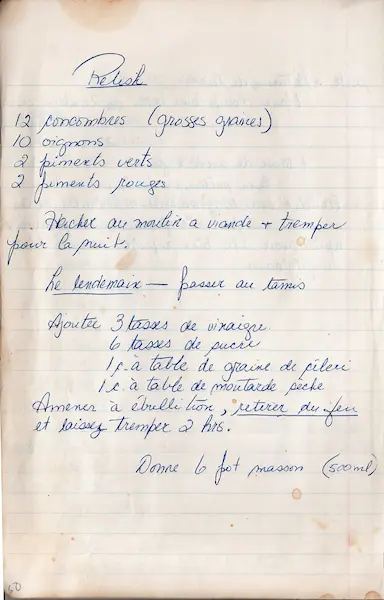 Relish
12 concombres (grosses graines)
10 oignons
2 piments verts
2 piments rouges
Hacher au moulin a viande + tremper
pour la nuit.
Le lendemain — passer au tamis
Ajouter 3 tasses de vinaigre
6 tasses de sucre
1 c. à table de graine de céleri
1 c. à table de moutarde sèche
Amener à ébullition, retirer du feu
et laissez tremper 2 hrs.
Donne 6 pot masson (500 ml)
60